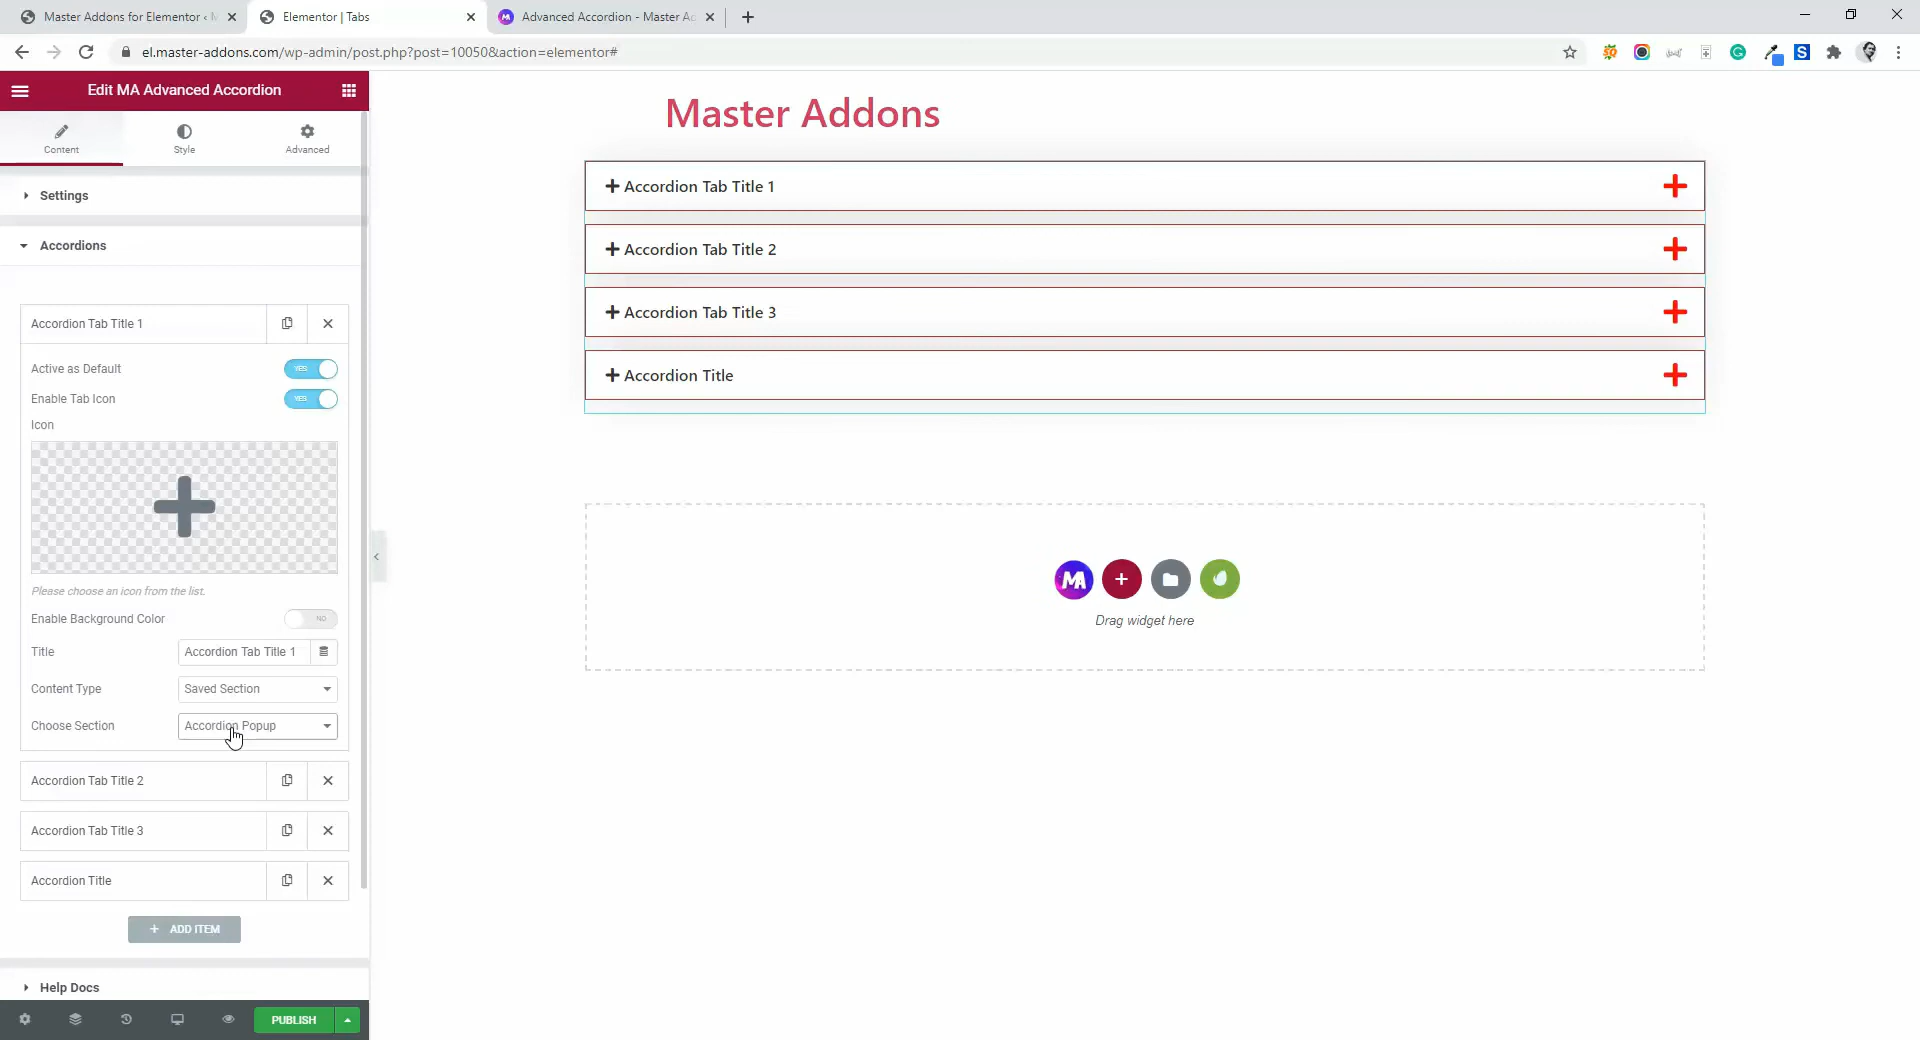 Master Addons for Elementor ‹
Elementor | Tabs
Advanced Accordion - Master Ad
el.master-addons.com/wp-admin/post.php?post=10050&action=elementor#
Edit MA Advanced Accordion
Content
Style
Advanced
Settings
Accordions
Accordion Tab Title 1
Active as Default
YES
Enable Tab Icon
YES
Icon
Please choose an icon from the list.
Enable Background Color
NO
Title
Accordion Tab Title 1
Content Type
Saved Section
Choose Section
Accordion Popup
Accordion Tab Title 2
Accordion Tab Title 3
Accordion Title
ADD ITEM
Help Docs
PUBLISH
Master Addons
Accordion Tab Title 1
Accordion Tab Title 2
Accordion Tab Title 3
Accordion Title
MA
Drag widget here